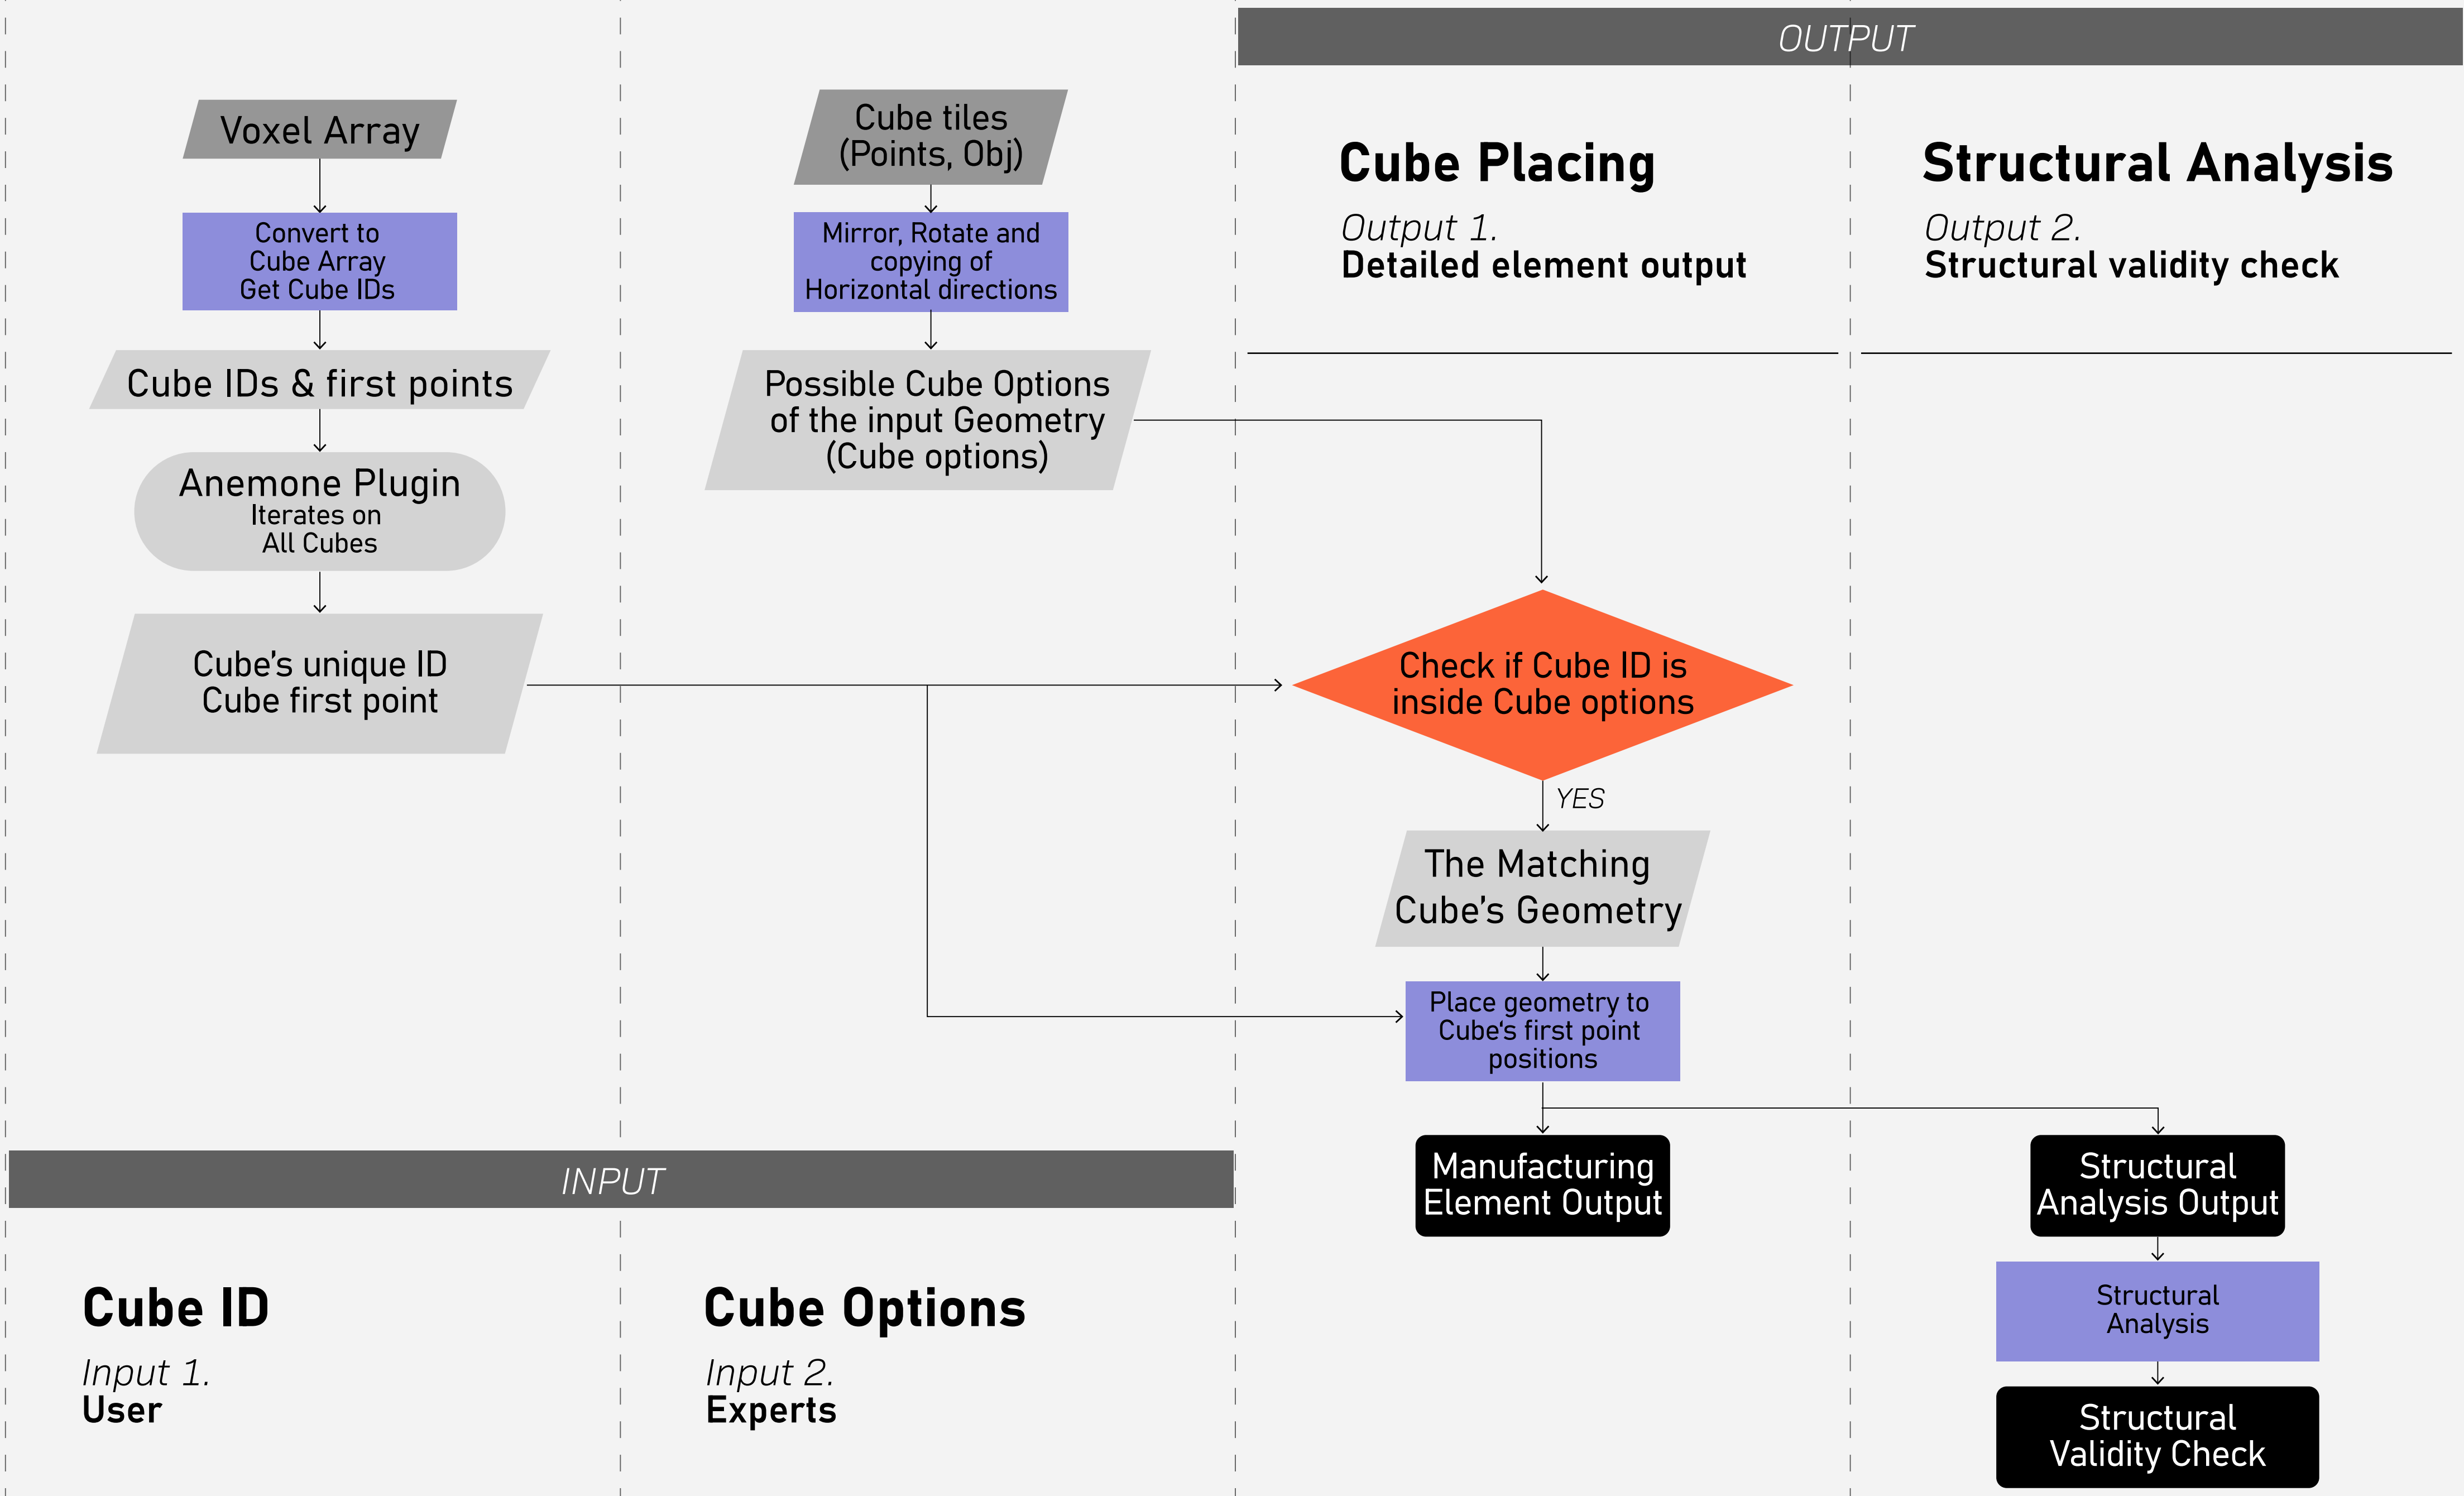 OUTPUT
Voxel Array
Convert to
Cube Array
Get Cube IDs
Cube IDs & first points
Anemone Plugin
Iterates on
All Cubes
Cube’s unique ID
Cube first point
Cube tiles
(Points, Obj)
Mirror, Rotate and
copying of
Horizontal directions
Possible Cube Options
of the input Geometry
(Cube options)
Cube Placing
Output 1.
Detailed element output
Structural Analysis
Output 2.
Structural validity check
Check if Cube ID is
inside Cube options
YES
The Matching
Cube’s Geometry
Place geometry to
Cube‘s first point
positions
Manufacturing
Element Output
Structural
Analysis Output
Structural
Analysis
Structural
Validity Check
INPUT
Cube ID
Input 1.
User
Cube Options
Input 2.
Experts